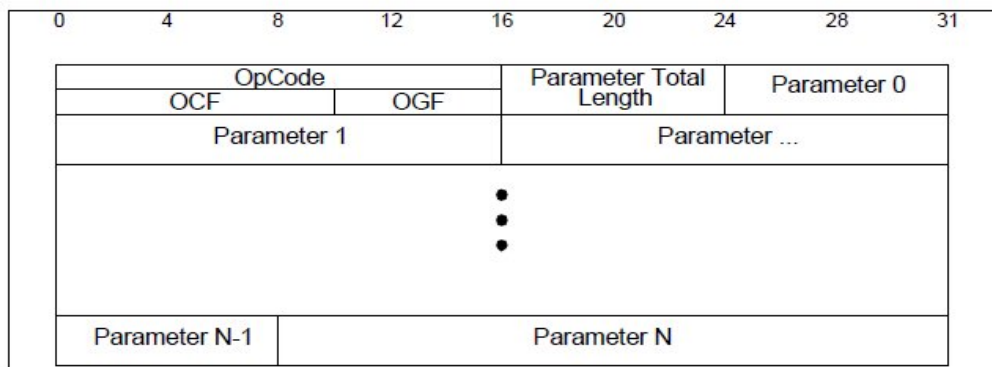 0 4 8 12 16 20 24 28 31
OpCode
Parameter Total Length
Parameter 0
OCF OGF
Parameter 1 Parameter ...
Parameter N-1 Parameter N